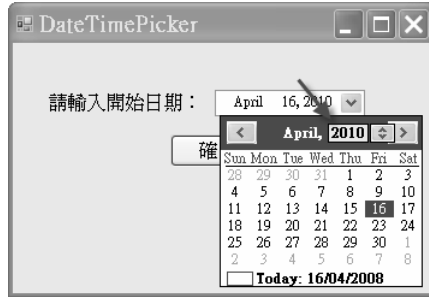 DateTimePicker
請輸入開始日期： April 16, 2010
確
April, 2010
Sun Mon Tue Wed Thu Fri Sat
28 29 30 31 1 2 3
4 5 6 7 8 9 10
11 12 13 14 15 16 17
18 19 20 21 22 23 24
25 26 27 28 29 30 1
2 3 4 5 6 7 8
Today: 16/04/2008